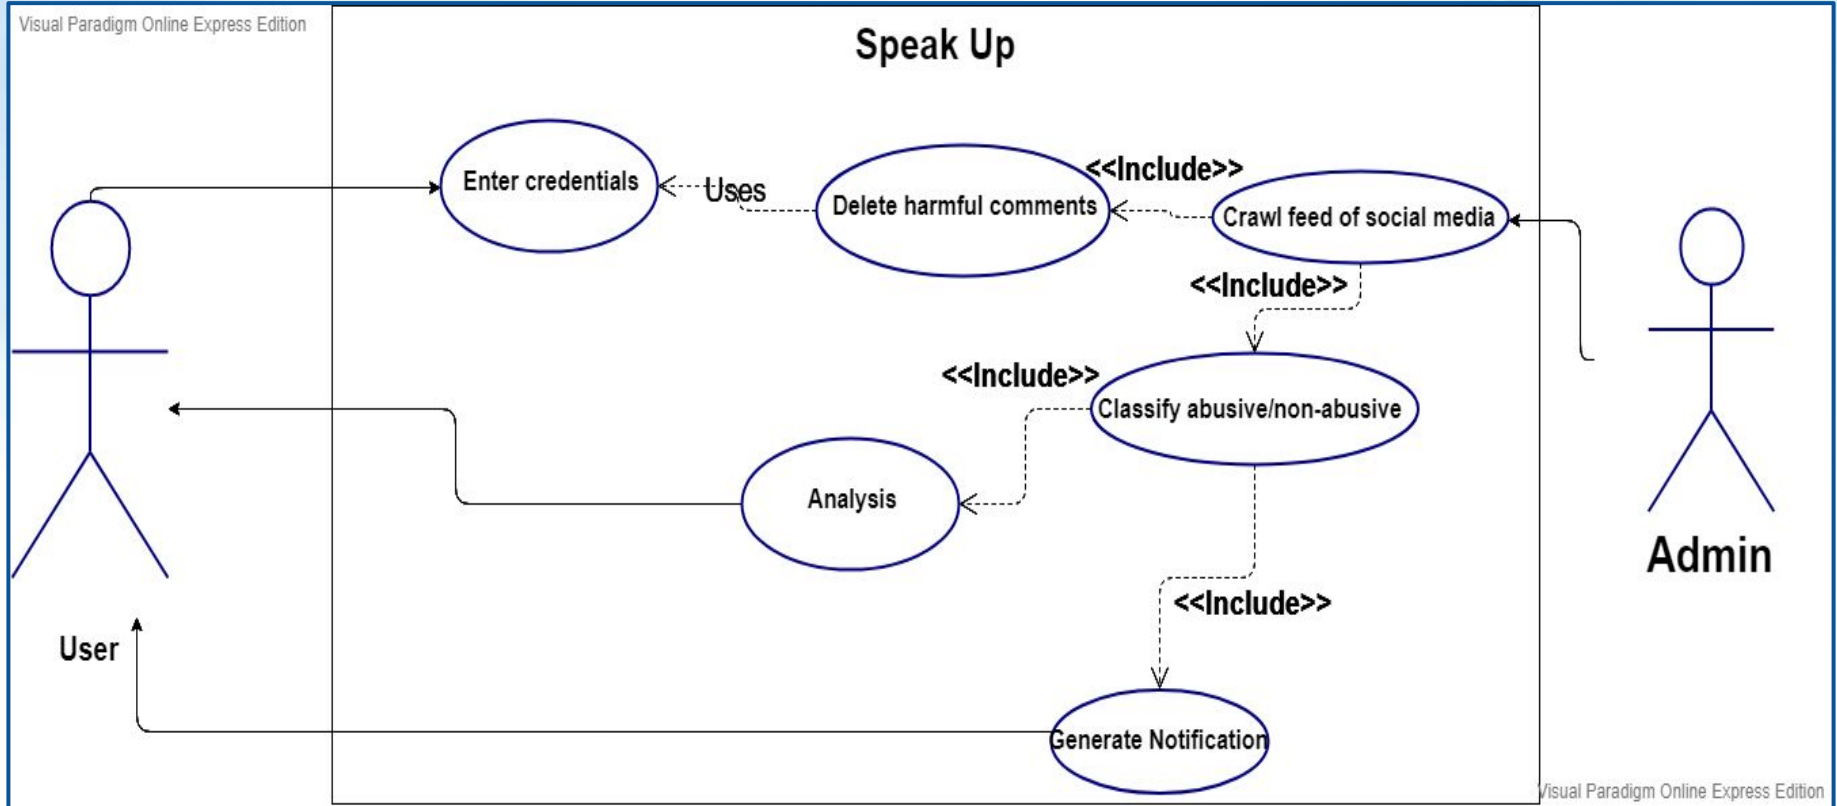 Visual Paradigm Online Express Edition
Speak Up
<<Include>>
Enter credentials
Uses
Delete harmful comments
Crawl feed of social media
<<Include>>
<<Include>>
Classify abusive/non-abusive
Analysis
Admin
<<Include>>
User
Generate Notification
Visual Paradigm Online Express Edition